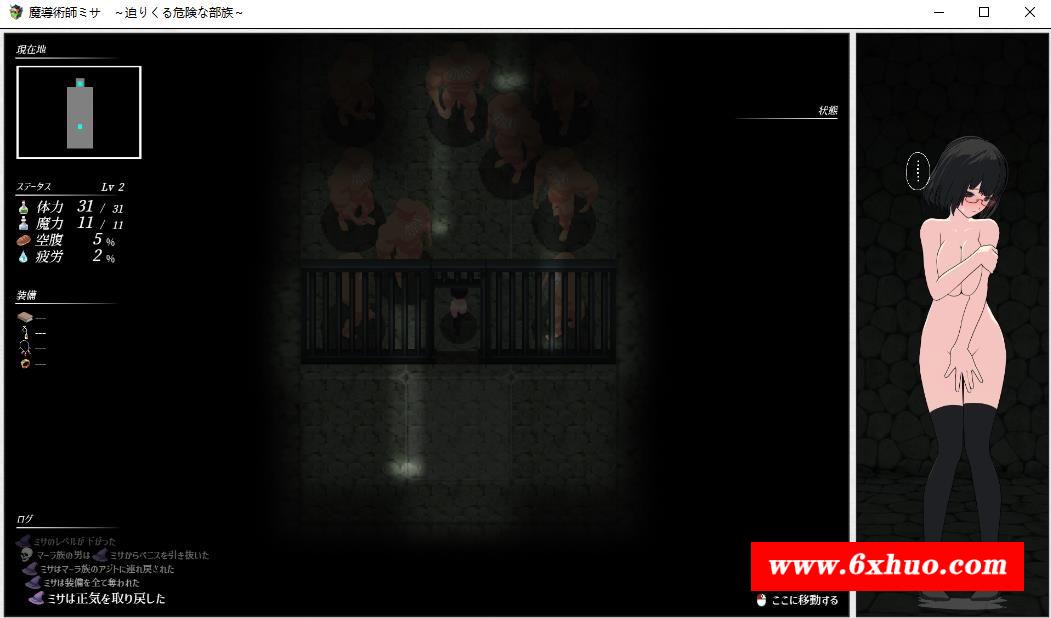 魔導術師ミサ　～迫りくる危険な部族～
現在地
ステータス Lv 2
体力 31 / 31
魔力 11 / 11
空腹 5 %
疲労 2 %
装備
---
---
---
---
状態
ログ
ミサのレベルが下がった
マーラ族の男は ミサからペニスを引き抜いた
ミサはマーラ族のアジトに連れ戻された
ミサは装備を全て奪われた
ミサは正気を取り戻した
ここに移動する
www.6xhuo.com